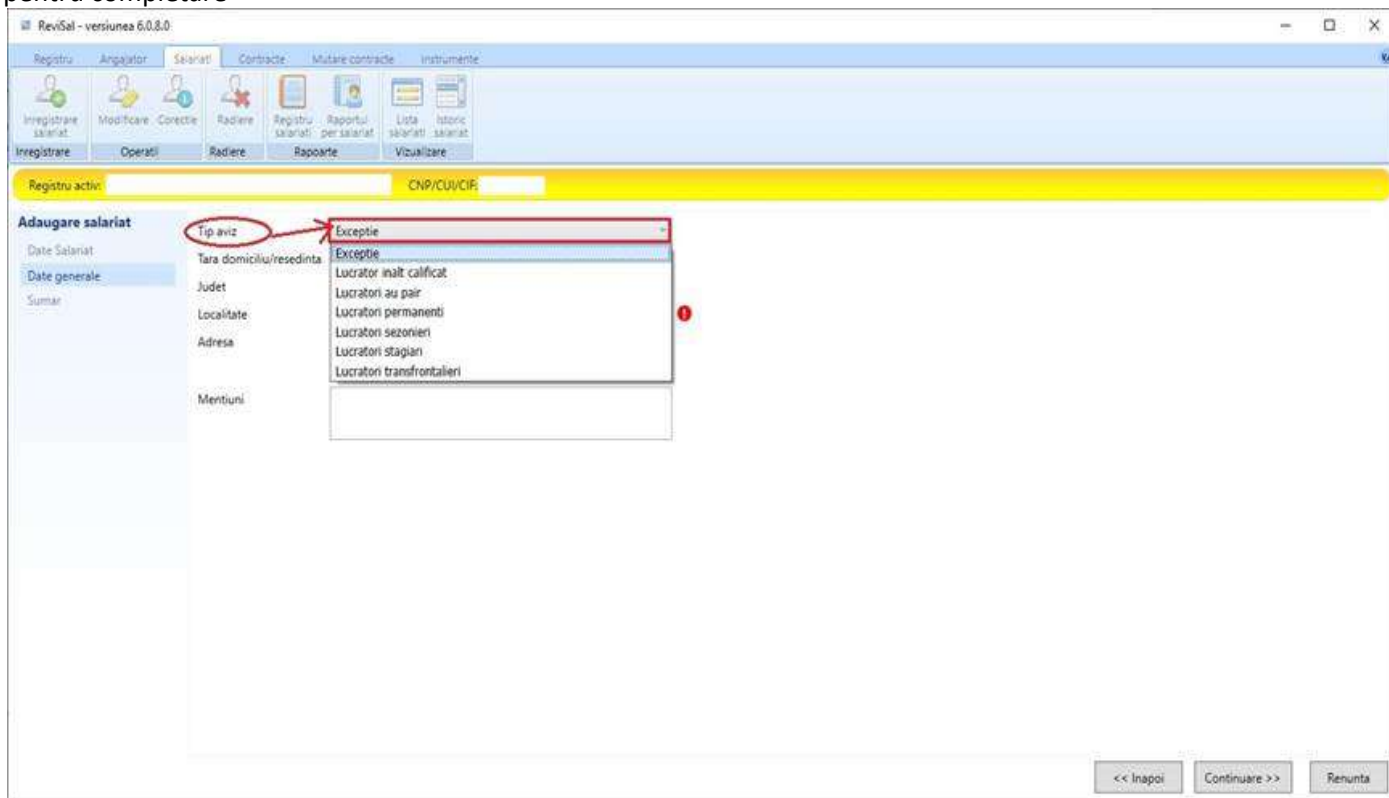 pentru completare
ReviSal - versiunea 6.0.8.0
Registru Angajator Salariati Contracte Mutare contracte Instrumente
Inregistrare salariat
Modificare Corectie
Radiere
Registru salariati
Raportul per salariat
Lista salariati
Istoric salariat
Inregistrare Operatii Radiere Rapoarte Vizualizare
Registru activ: CNP/CUI/CIF:
Adaugare salariat
Date Salariat
Date generale
Sumar
Tip aviz Exceptie
Tara domiciliu/resedinta
Judet
Localitate
Adresa
Exceptie
Lucrator inalt calificat
Lucratori au pair
Lucratori permanenti
Lucratori sezonieri
Lucratori stagiari
Lucratori transfrontalieri
Mentiuni
<< Inapoi Continuare >> Renunta